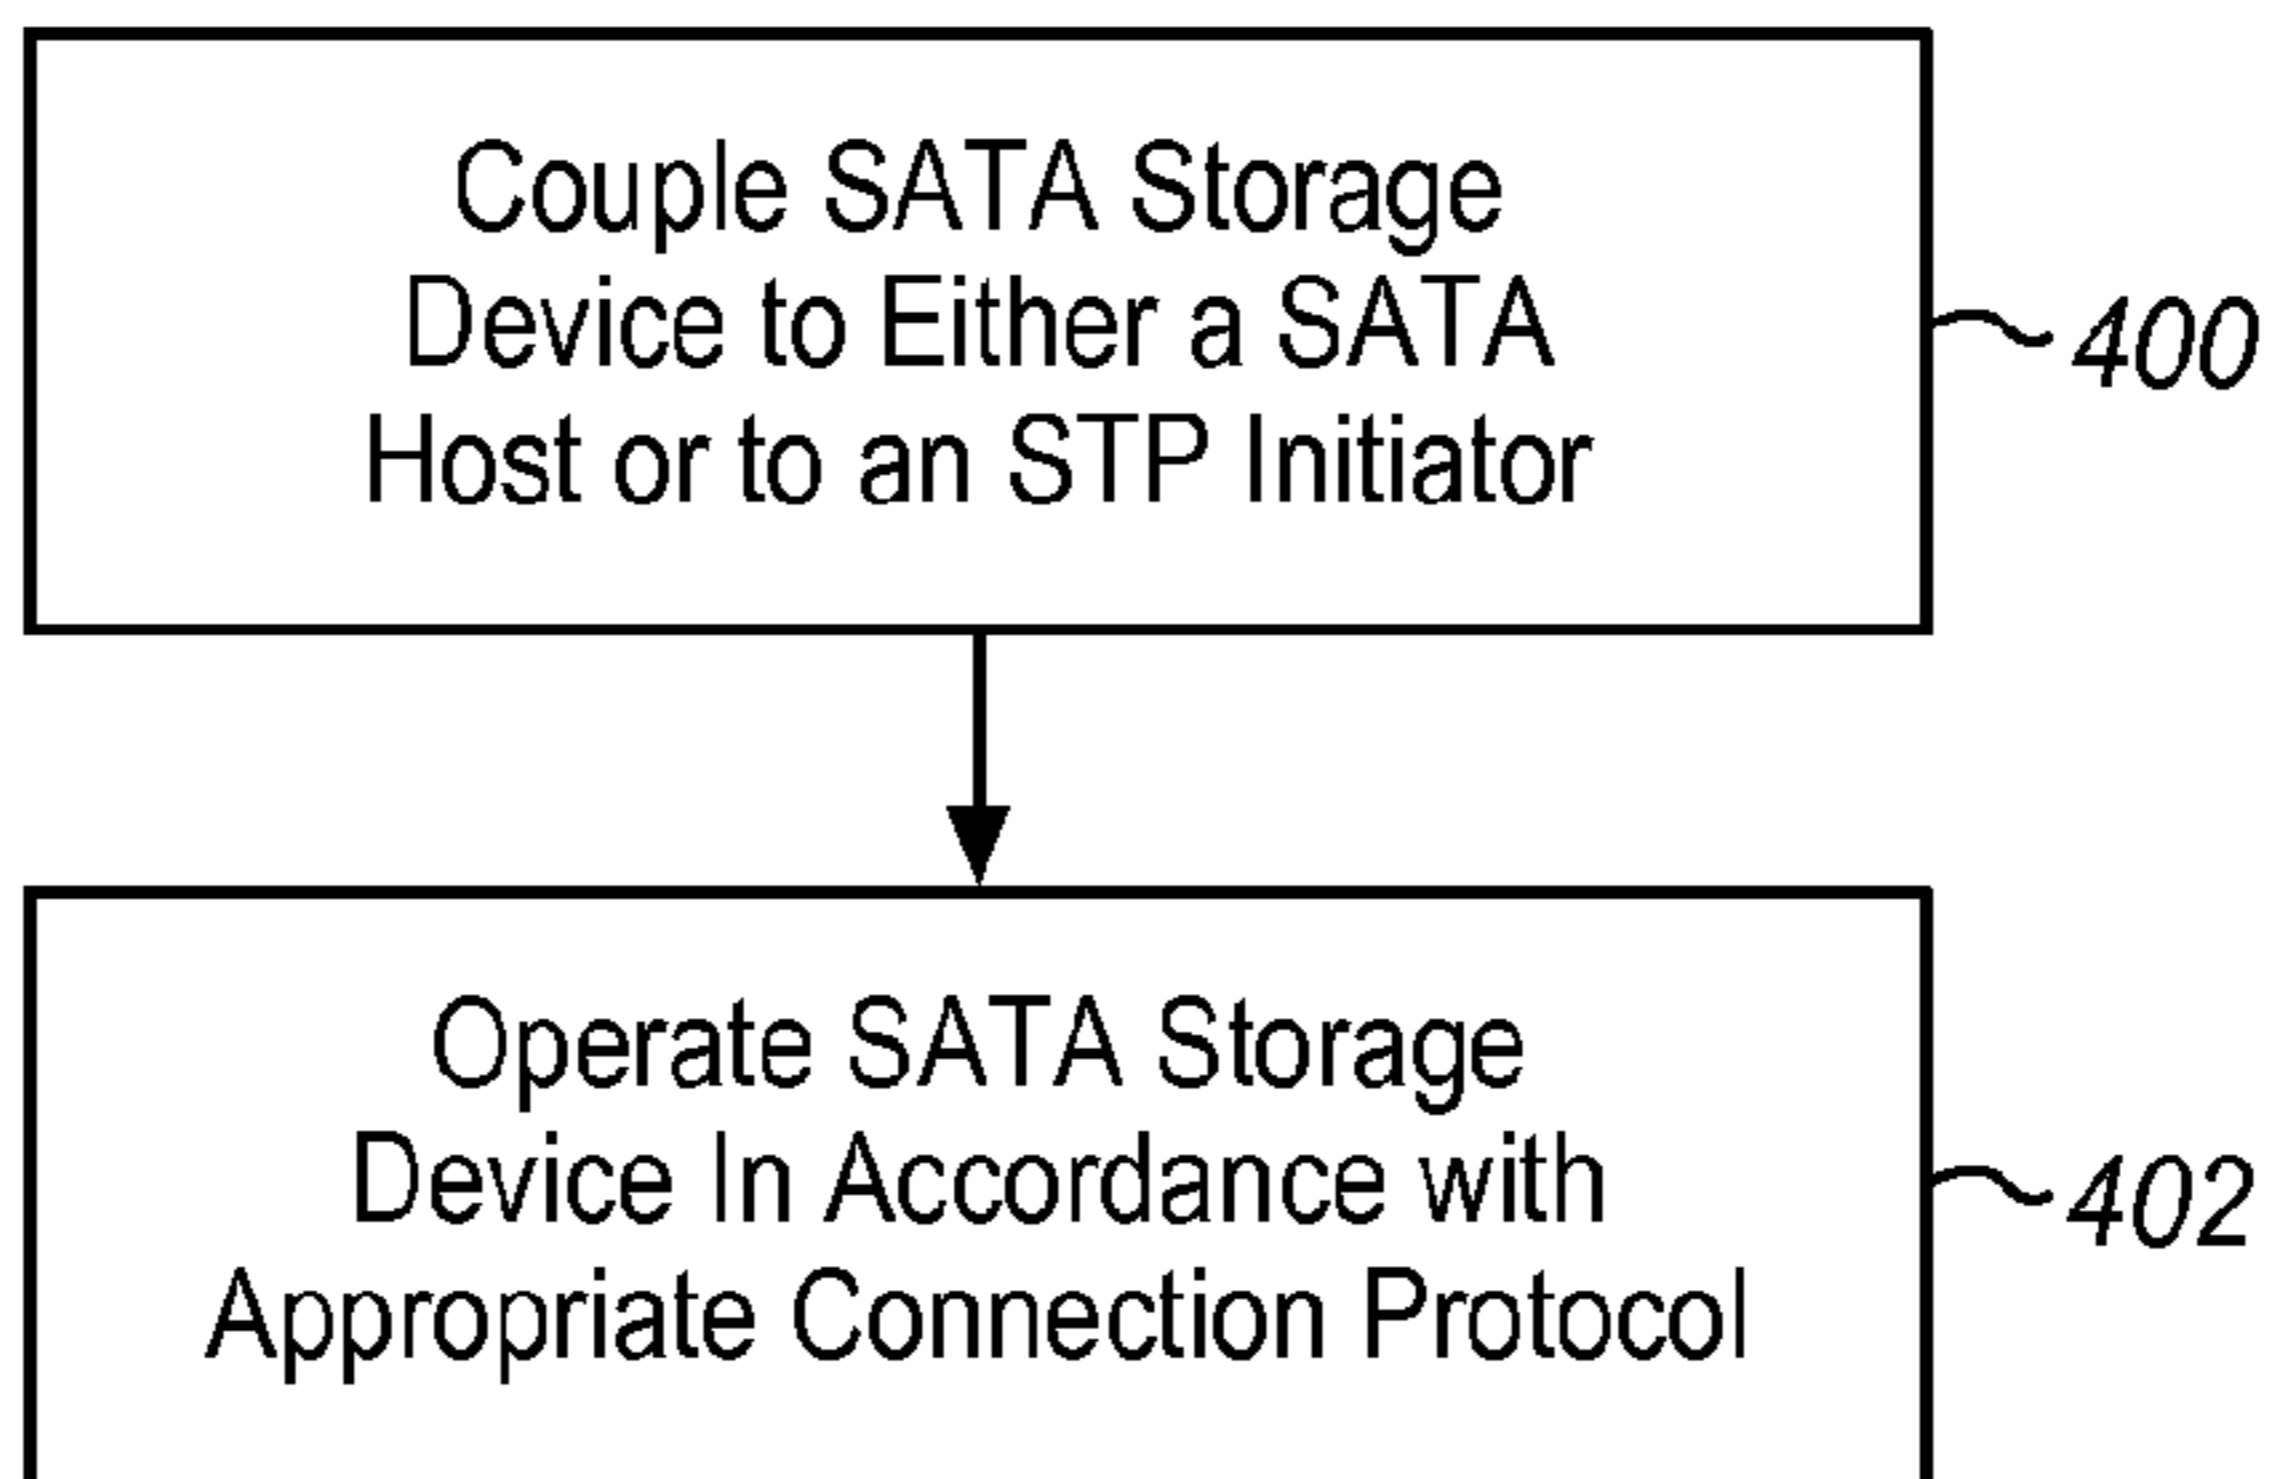 Couple SATA Storage
Device to Either a SATA
Host or to an STP Initiator
400
Operate SATA Storage
Device In Accordance with
Appropriate Connection Protocol
402